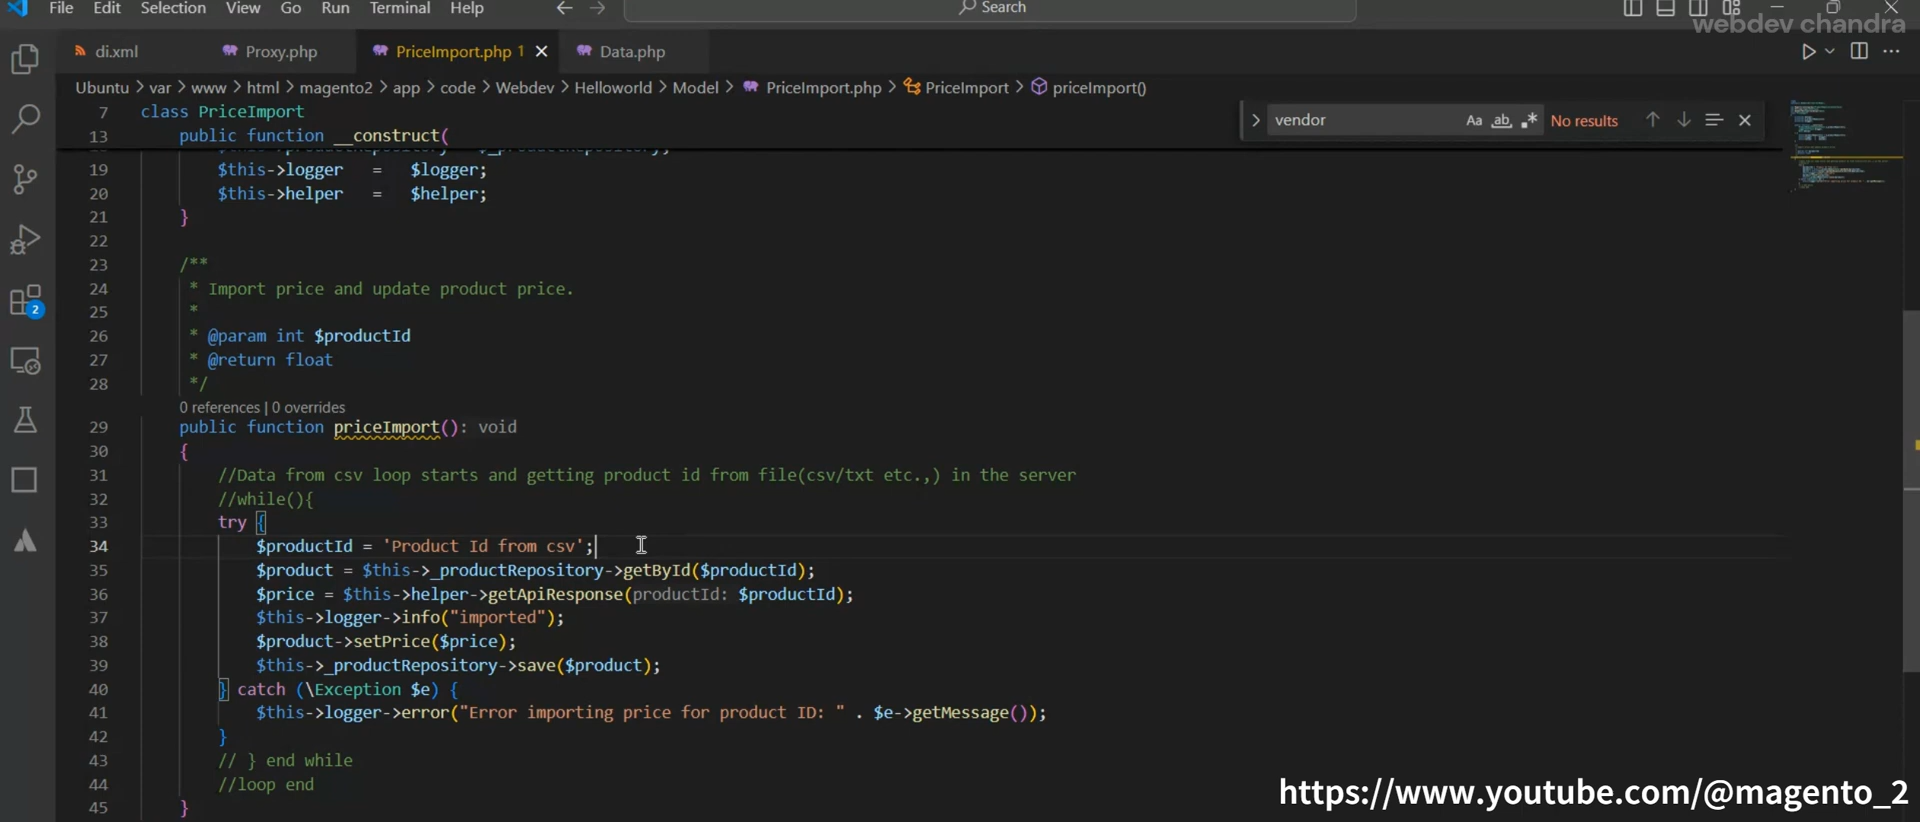 File Edit Selection View Go Run Terminal Help Search
webdev chandra
di.xml Proxy.php PriceImport.php 1 Data.php
Ubuntu > var > www > html > magento2 > app > code > Webdev > Helloworld > Model > PriceImport.php > PriceImport > priceImport()
vendor Aa ab .* No results
7 class PriceImport
13 public function __construct(
19 $this->logger = $logger;
20 $this->helper = $helper;
21 }
22
23 /**
24 * Import price and update product price.
25 *
26 * @param int $productId
27 * @return float
28 */
0 references | 0 overrides
29 public function priceImport(): void
30 {
31 //Data from csv loop starts and getting product id from file(csv/txt etc.,) in the server
32 //while(){
33 try {
34 $productId = 'Product Id from csv';
35 $product = $this->_productRepository->getById($productId);
36 $price = $this->helper->getApiResponse(productId: $productId);
37 $this->logger->info("imported");
38 $product->setPrice($price);
39 $this->_productRepository->save($product);
40 } catch (\Exception $e) {
41 $this->logger->error("Error importing price for product ID: " . $e->getMessage());
42 }
43 // } end while
44 //loop end
45 }
2
https://www.youtube.com/@magento_2